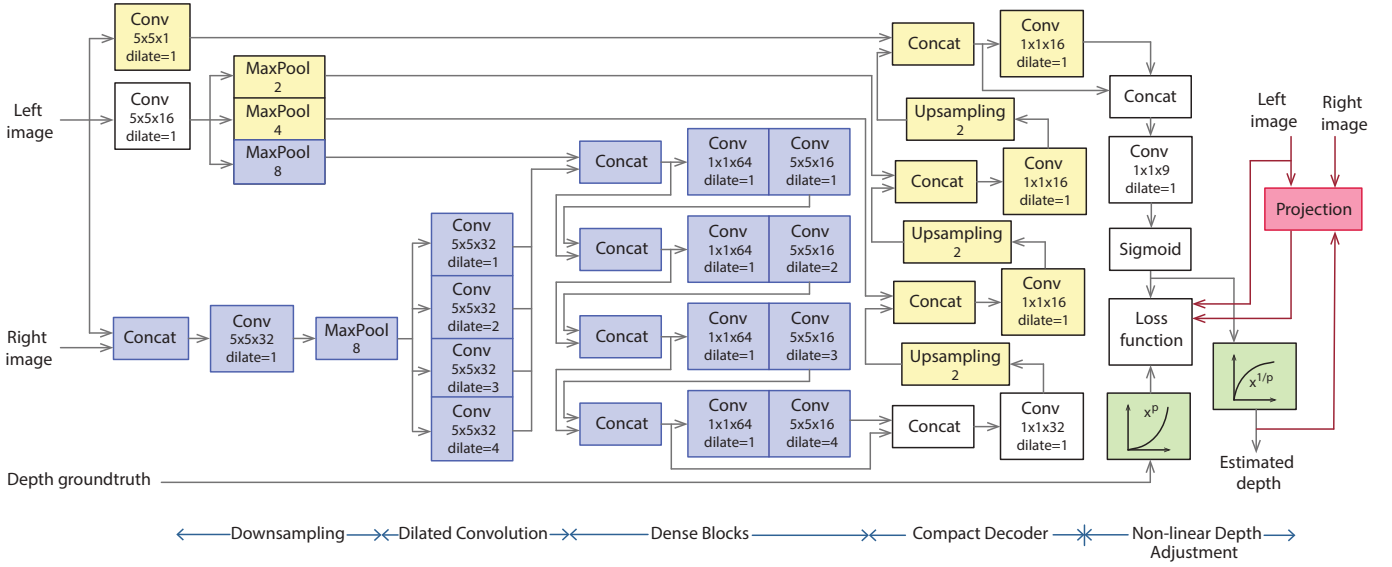 Left
image
Right
image
Depth groundtruth
Conv
5x5x1
dilate=1
Conv
5x5x16
dilate=1
MaxPool
2
MaxPool
4
MaxPool
8
Concat
Conv
5x5x32
dilate=1
MaxPool
8
Conv
5x5x32
dilate=1
Conv
5x5x32
dilate=2
Conv
5x5x32
dilate=3
Conv
5x5x32
dilate=4
Concat
Conv
1x1x64
dilate=1
Conv
5x5x16
dilate=1
Concat
Conv
1x1x64
dilate=1
Conv
5x5x16
dilate=2
Concat
Conv
1x1x64
dilate=1
Conv
5x5x16
dilate=3
Concat
Conv
1x1x64
dilate=1
Conv
5x5x16
dilate=4
Concat
Conv
1x1x16
dilate=1
Upsampling
2
Concat
Conv
1x1x16
dilate=1
Upsampling
2
Concat
Conv
1x1x16
dilate=1
Upsampling
2
Concat
Conv
1x1x32
dilate=1
Concat
Conv
1x1x9
dilate=1
Sigmoid
Loss
function
x^p
x^1/p
Left
image
Right
image
Projection
Estimated
depth
Downsampling
Dilated Convolution
Dense Blocks
Compact Decoder
Non-linear Depth
Adjustment